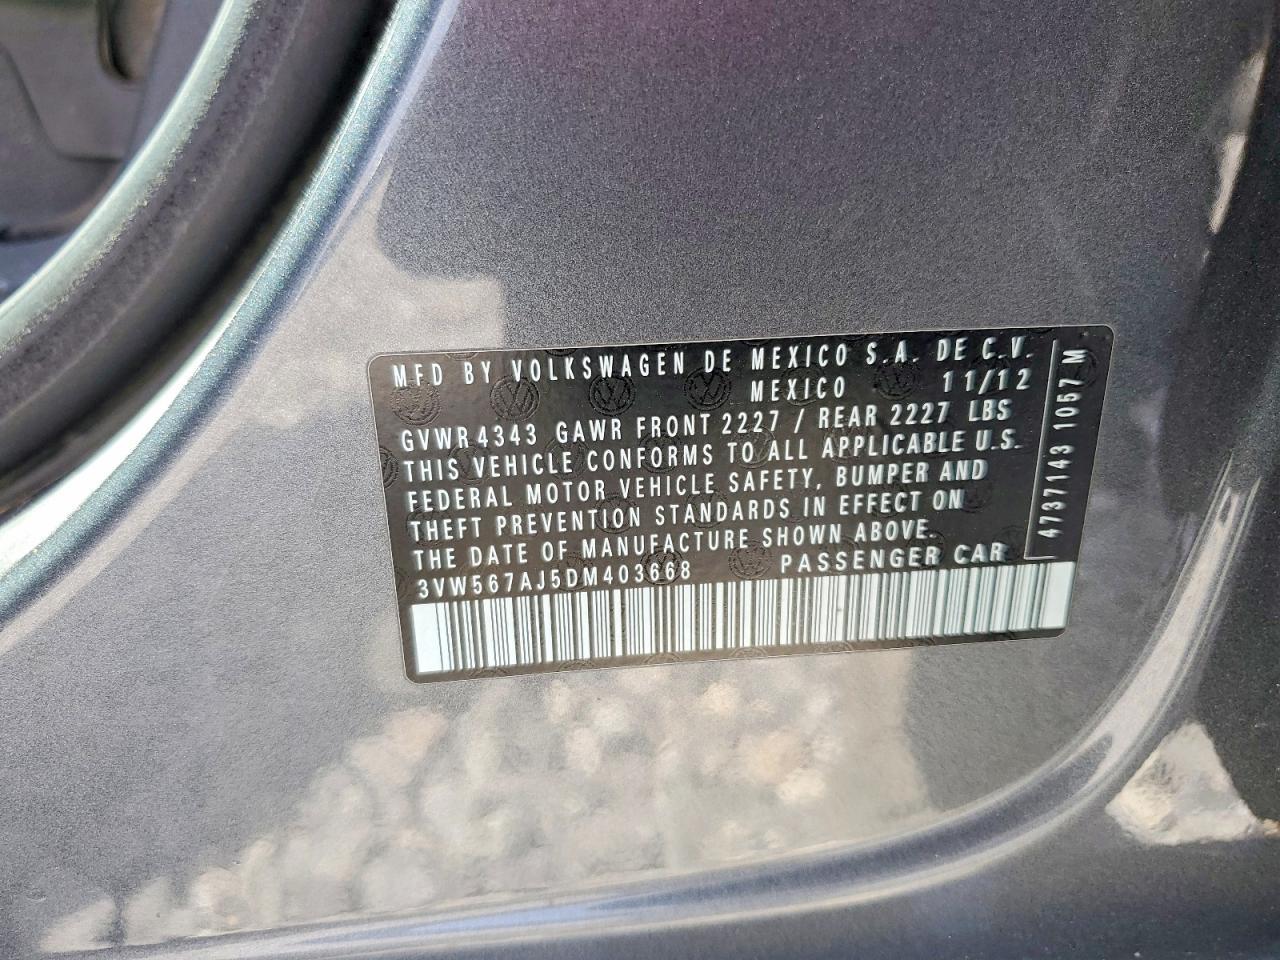 MFD BY VOLKSWAGEN DE MEXICO S.A. DE C.V.
MEXICO 11/12
GVWR 4343 GAWR FRONT 2227 / REAR 2227 LBS
THIS VEHICLE CONFORMS TO ALL APPLICABLE U.S.
FEDERAL MOTOR VEHICLE SAFETY, BUMPER AND
THEFT PREVENTION STANDARDS IN EFFECT ON
THE DATE OF MANUFACTURE SHOWN ABOVE.
3VW567AJ5DM403668 PASSENGER CAR
4737143 1057 M